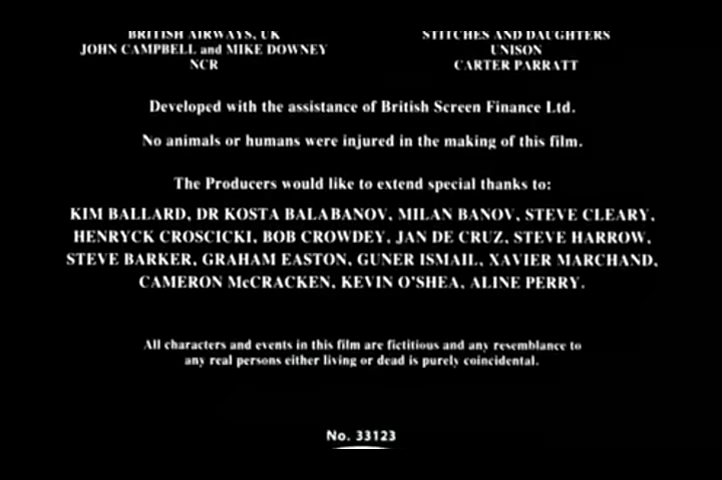 BRITISH AIRWAYS, UK
STITCHES AND DAUGHTERS
JOHN CAMPBELL and MIKE DOWNEY
UNISON
NCR
CARTER PARRATT
Developed with the assistance of British Screen Finance Ltd.
No animals or humans were injured in the making of this film.
The Producers would like to extend special thanks to:
KIM BALLARD, DR KOSTA BALABANOV, MILAN BANOV, STEVE CLEARY,
HENRYCK CROSCICKI, BOB CROWDEY, JAN DE CRUZ, STEVE HARROW,
STEVE BARKER, GRAHAM EASTON, GUNER ISMAIL, XAVIER MARCHAND,
CAMERON McCRACKEN, KEVIN O'SHEA, ALINE PERRY.
All characters and events in this film are fictitious and any resemblance to
any real persons either living or dead is purely coincidental.
No. 33123